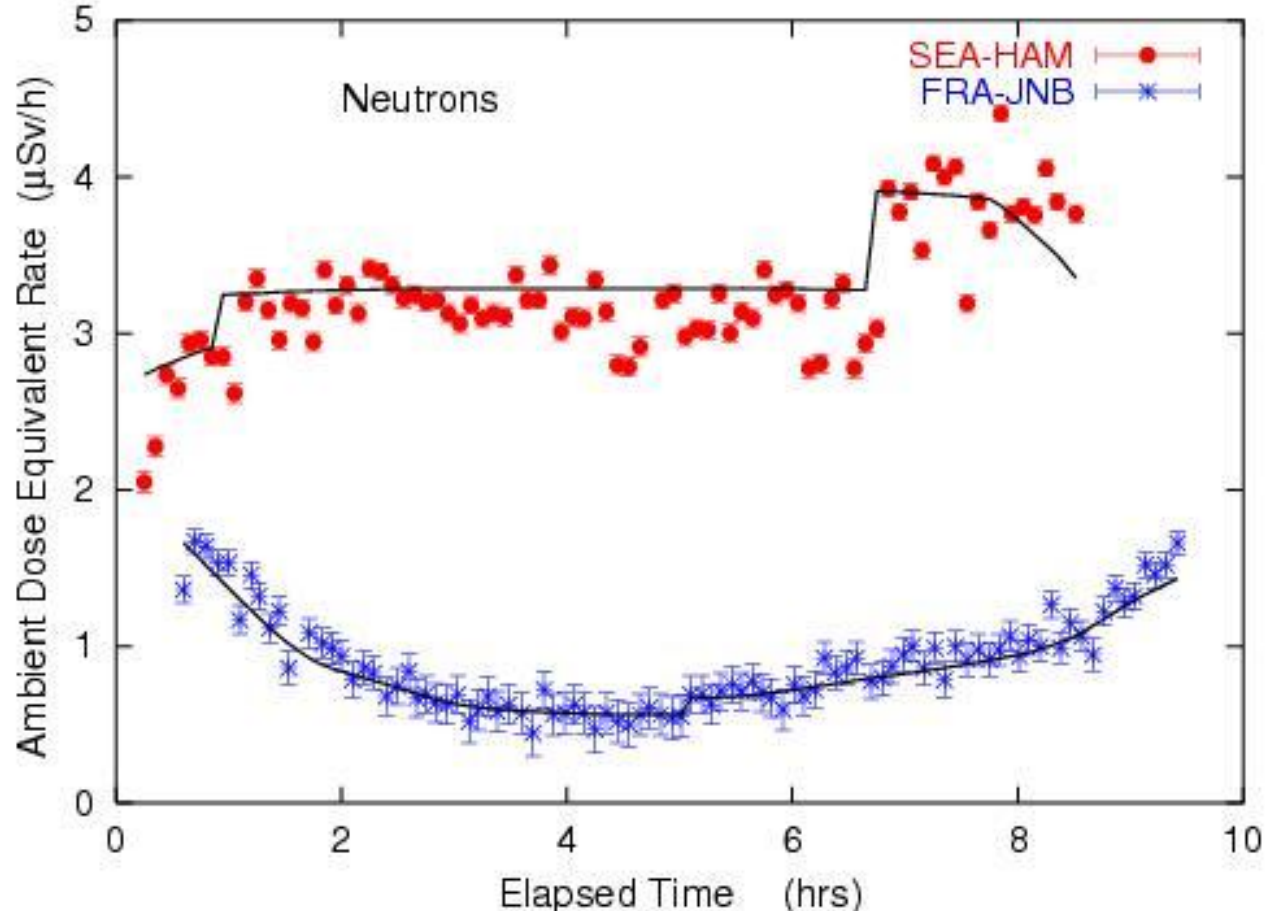 5
SEA-HAM
FRA-JNB
Neutrons
4
3
2
1
0
Ambient Dose Equivalent Rate (µSv/h)
0 2 4 6 8 10
Elapsed Time (hrs)